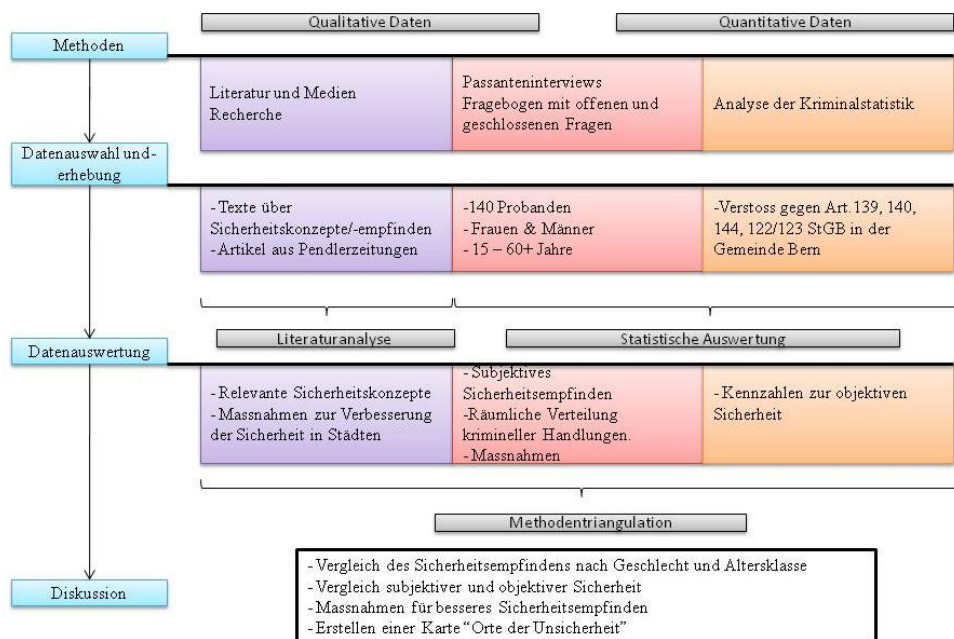 Qualitative Daten
Quantitative Daten
Methoden
Literatur und Medien
Recherche
Passanteninterviews
Fragebogen mit offenen und
geschlossenen Fragen
Analyse der Kriminalstatistik
Datenauswahl und-
erhebung
-Texte über
Sicherheitskonzepte/-empfinden
-Artikel aus Pendlerzeitungen
-140 Probanden
-Frauen & Männer
- 15 – 60+ Jahre
-Verstoss gegen Art. 139, 140,
144, 122/123 StGB in der
Gemeinde Bern
Literaturanalyse
Statistische Auswertung
Datenauswertung
-Relevante Sicherheitskonzepte
-Massnahmen zur Verbesserung
der Sicherheit in Städten
- Subjektives
Sicherheitsempfinden
-Räumliche Verteilung
krimineller Handlungen.
- Massnahmen
- Kennzahlen zur objektiven
Sicherheit
Methodentriangulation
- Vergleich des Sicherheitsempfindens nach Geschlecht und Altersklasse
- Vergleich subjektiver und objektiver Sicherheit
- Massnahmen für besseres Sicherheitsempfinden
- Erstellen einer Karte “Orte der Unsicherheit”
Diskussion